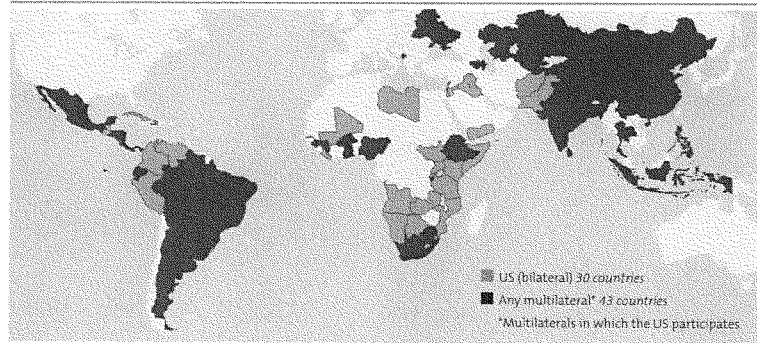 US (bilateral) 30 countries
Any multilateral* 43 countries
*Multilaterals in which the US participates